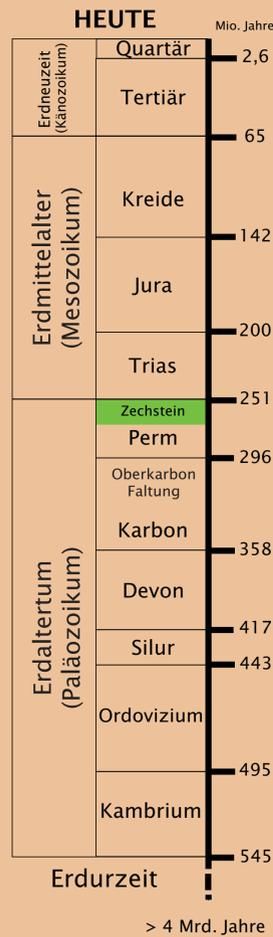 HEUTE
Mio. Jahre
Erdneuzeit
(Känozoikum)
Quartär
2,6
Tertiär
65
Erdmittelalter
(Mesozoikum)
Kreide
142
Jura
200
Trias
251
Erdaltertum
(Paläozoikum)
Zechstein
Perm
296
Oberkarbon
Faltung
Karbon
358
Devon
417
Silur
443
Ordovizium
495
Kambrium
545
Erdurzeit
> 4 Mrd. Jahre